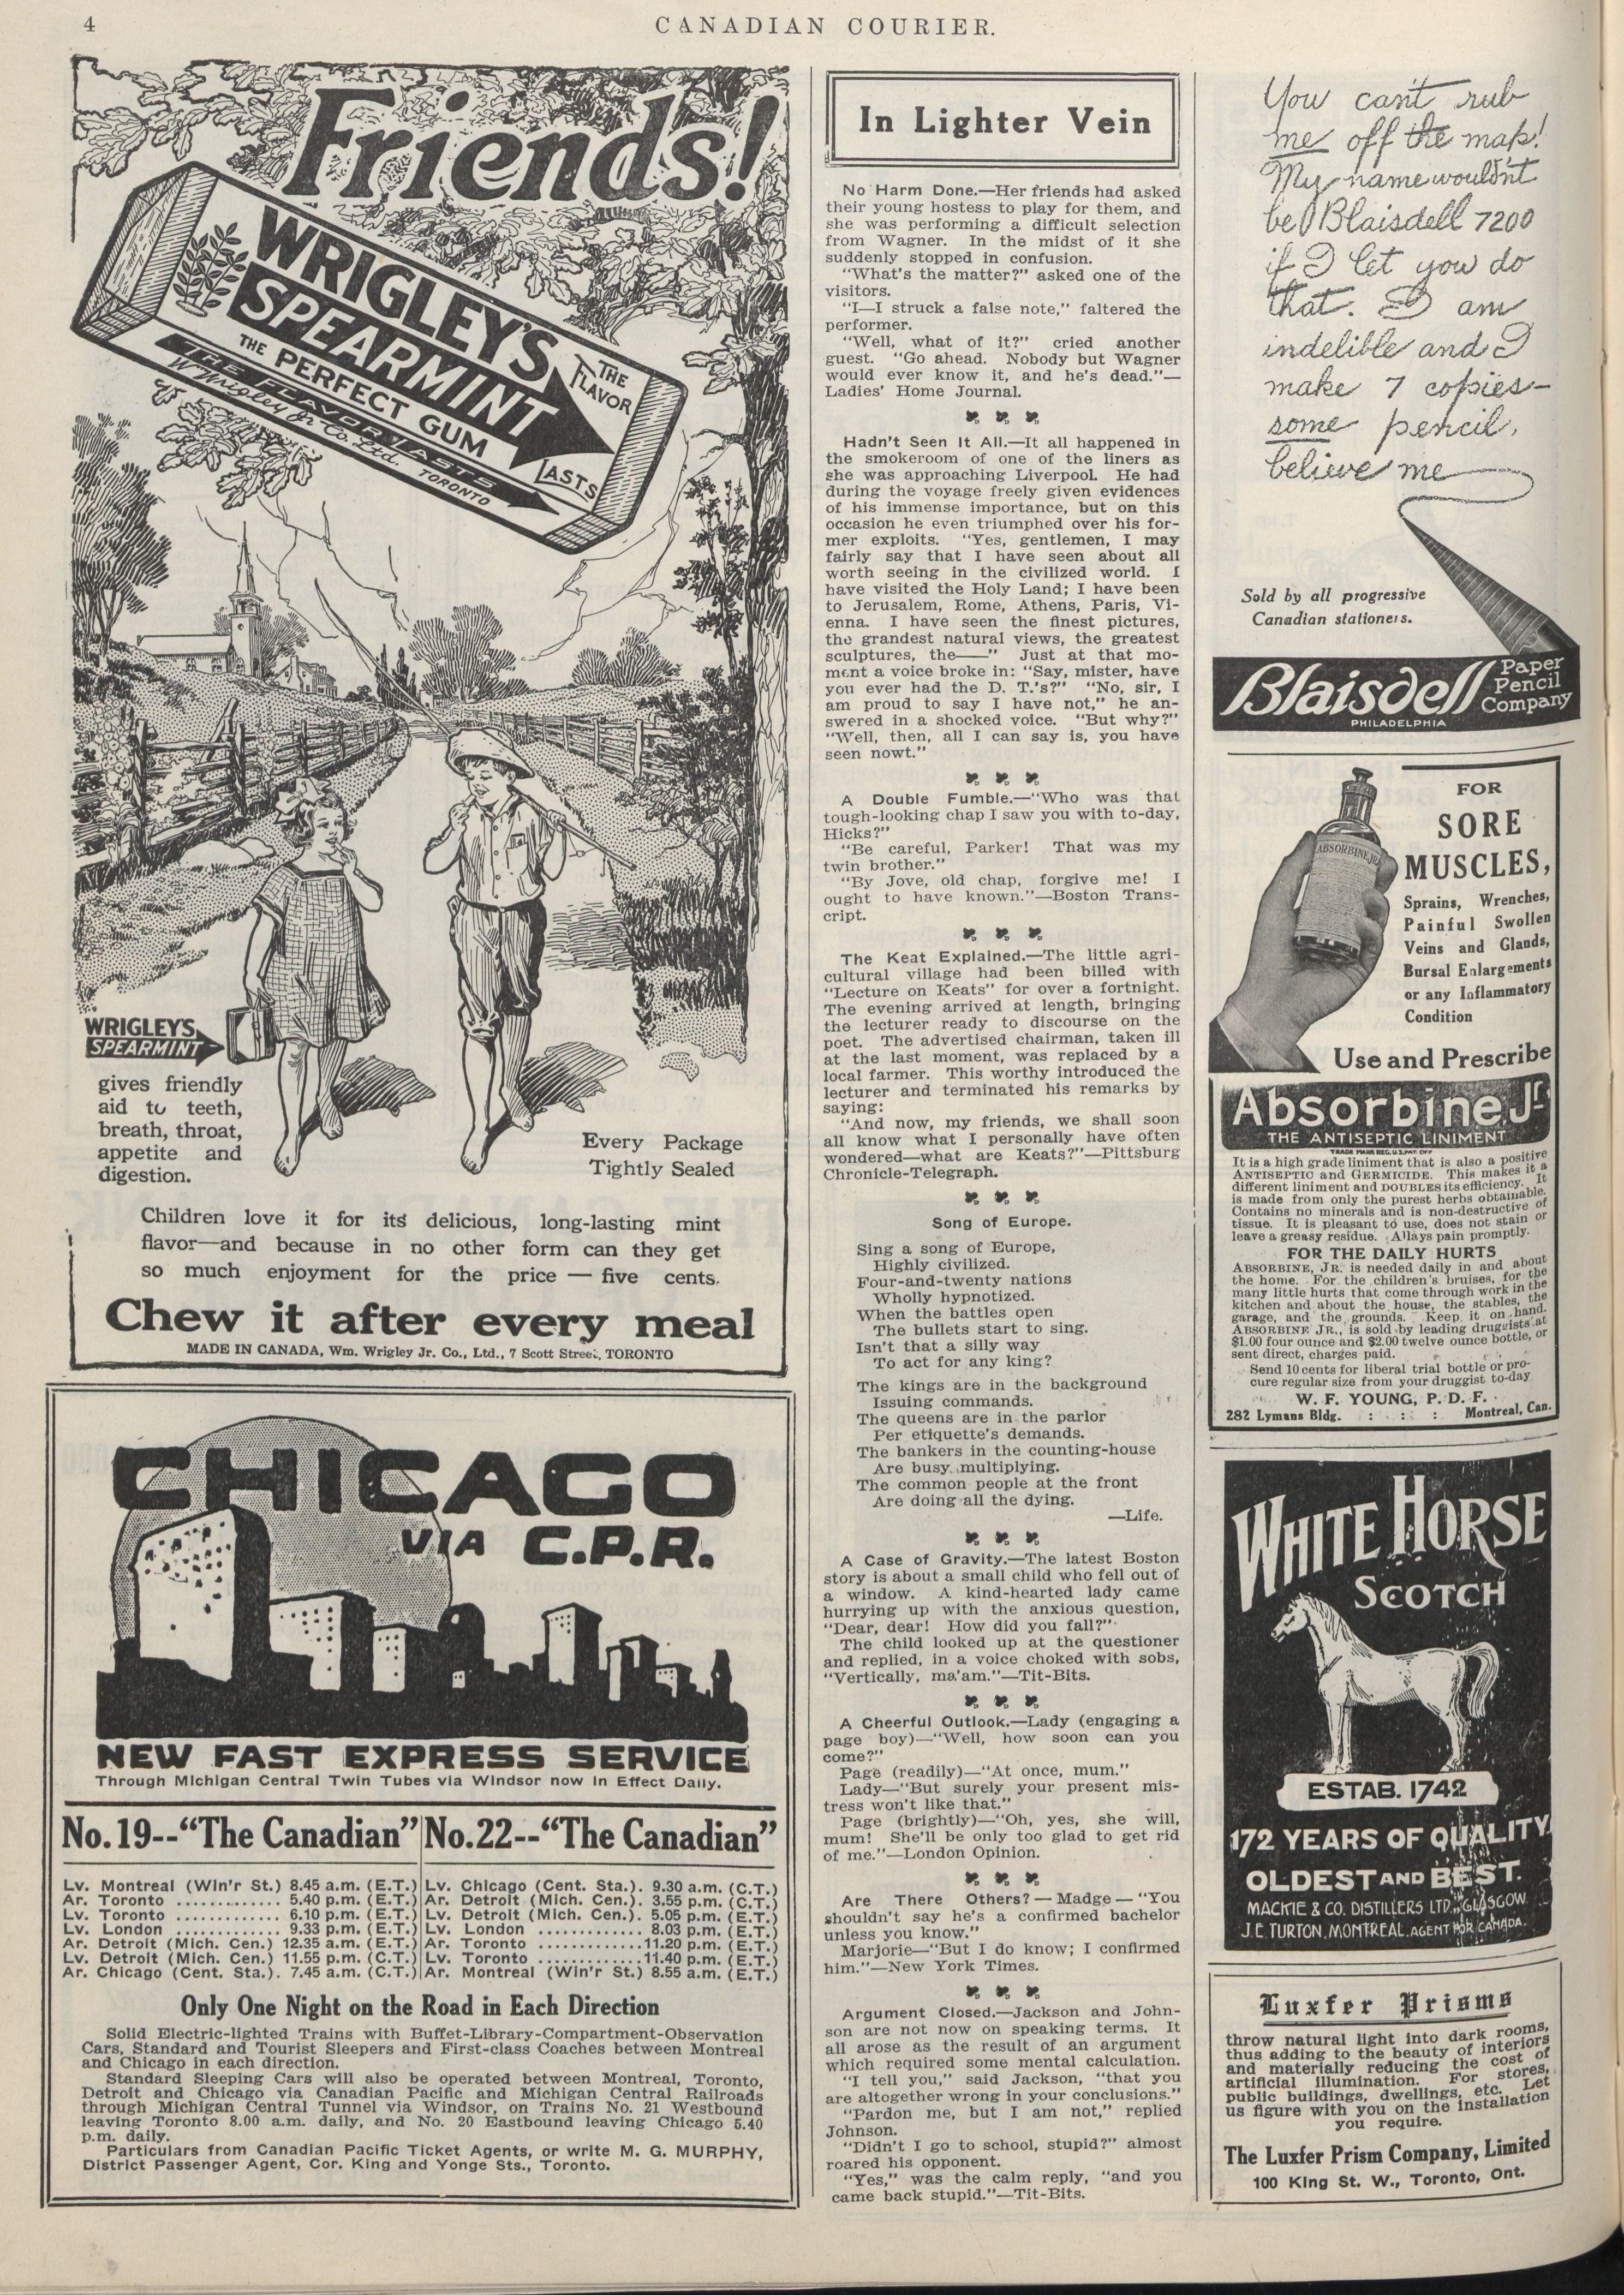 4
CANADIAN COURIER.
Friends!
WRIGLEY'S
SPEARMINT
THE PERFECT GUM
THE FLAVOR LASTS
Wm. Wrigley Jr. Co. Ltd. TORONTO
THE
FLAVOR
LASTS
WRIGLEY'S
SPEARMINT
gives friendly
aid to teeth,
breath, throat,
appetite and
digestion.
Every Package
Tightly Sealed
Children love it for its delicious, long-lasting mint
flavor—and because in no other form can they get
so much enjoyment for the price — five cents.
Chew it after every meal
MADE IN CANADA, Wm. Wrigley Jr. Co., Ltd., 7 Scott Street, TORONTO
CHICAGO
VIA C.P.R.
NEW FAST EXPRESS SERVICE
Through Michigan Central Twin Tubes via Windsor now in Effect Daily.
No. 19--"The Canadian"
Lv. Montreal (Win'r St.) 8.45 a.m. (E.T.)
Ar. Toronto ............. 5.40 p.m. (E.T.)
Lv. Toronto ............. 6.10 p.m. (E.T.)
Lv. London ............. 9.33 p.m. (E.T.)
Ar. Detroit (Mich. Cen.) 12.35 a.m. (E.T.)
Lv. Detroit (Mich. Cen.) 11.55 p.m. (C.T.)
Ar. Chicago (Cent. Sta.). 7.45 a.m. (C.T.)
No. 22--"The Canadian"
Lv. Chicago (Cent. Sta.). 9.30 a.m. (C.T.)
Ar. Detroit (Mich. Cen.). 3.55 p.m. (C.T.)
Lv. Detroit (Mich. Cen.). 5.05 p.m. (E.T.)
Lv. London ............. 8.03 p.m. (E.T.)
Ar. Toronto .............11.20 p.m. (E.T.)
Lv. Toronto .............11.40 p.m. (E.T.)
Ar. Montreal (Win'r St.) 8.55 a.m. (E.T.)
Only One Night on the Road in Each Direction
Solid Electric-lighted Trains with Buffet-Library-Compartment-Observation
Cars, Standard and Tourist Sleepers and First-class Coaches between Montreal
and Chicago in each direction.
Standard Sleeping Cars will also be operated between Montreal, Toronto,
Detroit and Chicago via Canadian Pacific and Michigan Central Railroads
through Michigan Central Tunnel via Windsor, on Trains No. 21 Westbound
leaving Toronto 8.00 a.m. daily, and No. 20 Eastbound leaving Chicago 5.40
p.m. daily.
Particulars from Canadian Pacific Ticket Agents, or write M. G. MURPHY,
District Passenger Agent, Cor. King and Yonge Sts., Toronto.
In Lighter Vein
No Harm Done.—Her friends had asked
their young hostess to play for them, and
she was performing a difficult selection
from Wagner. In the midst of it she
suddenly stopped in confusion.
"What's the matter?" asked one of the
visitors.
"I—I struck a false note," faltered the
performer.
"Well, what of it?" cried another
guest. "Go ahead. Nobody but Wagner
would ever know it, and he's dead."—
Ladies' Home Journal.
Hadn't Seen It All.—It all happened in
the smokeroom of one of the liners as
she was approaching Liverpool. He had
during the voyage freely given evidences
of his immense importance, but on this
occasion he even triumphed over his for-
mer exploits. "Yes, gentlemen, I may
fairly say that I have seen about all
worth seeing in the civilized world. I
have visited the Holy Land; I have been
to Jerusalem, Rome, Athens, Paris, Vi-
enna. I have seen the finest pictures,
the grandest natural views, the greatest
sculptures, the——" Just at that mo-
ment a voice broke in: "Say, mister, have
you ever had the D. T.'s?" "No, sir, I
am proud to say I have not," he an-
swered in a shocked voice. "But why?"
"Well, then, all I can say is, you have
seen nowt."
A Double Fumble.—"Who was that
tough-looking chap I saw you with to-day,
Hicks?"
"Be careful, Parker! That was my
twin brother."
"By Jove, old chap, forgive me! I
ought to have known."—Boston Trans-
cript.
The Keat Explained.—The little agri-
cultural village had been billed with
"Lecture on Keats" for over a fortnight.
The evening arrived at length, bringing
the lecturer ready to discourse on the
poet. The advertised chairman, taken ill
at the last moment, was replaced by a
local farmer. This worthy introduced the
lecturer and terminated his remarks by
saying:
"And now, my friends, we shall soon
all know what I personally have often
wondered—what are Keats?"—Pittsburg
Chronicle-Telegraph.
Song of Europe.
Sing a song of Europe,
Highly civilized.
Four-and-twenty nations
Wholly hypnotized.
When the battles open
The bullets start to sing.
Isn't that a silly way
To act for any king?
The kings are in the background
Issuing commands.
The queens are in the parlor
Per etiquette's demands.
The bankers in the counting-house
Are busy multiplying.
The common people at the front
Are doing all the dying.
—Life.
A Case of Gravity.—The latest Boston
story is about a small child who fell out of
a window. A kind-hearted lady came
hurrying up with the anxious question,
"Dear, dear! How did you fall?"
The child looked up at the questioner
and replied, in a voice choked with sobs,
"Vertically, ma'am."—Tit-Bits.
A Cheerful Outlook.—Lady (engaging a
page boy)—"Well, how soon can you
come?"
Page (readily)—"At once, mum."
Lady—"But surely your present mis-
tress won't like that."
Page (brightly)—"Oh, yes, she will,
mum! She'll be only too glad to get rid
of me."—London Opinion.
Are There Others? — Madge — "You
shouldn't say he's a confirmed bachelor
unless you know."
Marjorie—"But I do know; I confirmed
him."—New York Times.
Argument Closed.—Jackson and John-
son are not now on speaking terms. It
all arose as the result of an argument
which required some mental calculation.
"I tell you," said Jackson, "that you
are altogether wrong in your conclusions."
"Pardon me, but I am not," replied
Johnson.
"Didn't I go to school, stupid?" almost
roared his opponent.
"Yes," was the calm reply, "and you
came back stupid."—Tit-Bits.
You can't rub
me off the map!
My name wouldn't
be Blaisdell 7200
if I let you do
that. I am
indelible and I
make 7 copies—
some pencil,
believe me
Sold by all progressive
Canadian stationers.
Blaisdell Paper
Pencil
Company
PHILADELPHIA
FOR
SORE
MUSCLES,
ABSORBINE, JR.
Sprains, Wrenches,
Painful Swollen
Veins and Glands,
Bursal Enlargements
or any Inflammatory
Condition
Use and Prescribe
Absorbine, Jr.
THE ANTISEPTIC LINIMENT
TRADE MARK REG. U.S. PAT. OFF
It is a high grade liniment that is also a positive
ANTISEPTIC and GERMICIDE. This makes it a
different liniment and DOUBLES its efficiency. It
is made from only the purest herbs obtainable.
Contains no minerals and is non-destructive of
tissue. It is pleasant to use, does not stain or
leave a greasy residue. Allays pain promptly.
FOR THE DAILY HURTS
ABSORBINE, JR. is needed daily in and about
the home. For the children's bruises, for the
many little hurts that come through work in the
kitchen and about the house, the stables, the
garage, and the grounds. Keep it on hand.
ABSORBINE JR., is sold by leading druggists at
$1.00 four ounce and $2.00 twelve ounce bottle, or
sent direct, charges paid.
Send 10 cents for liberal trial bottle or pro-
cure regular size from your druggist to-day
W. F. YOUNG, P. D. F.
282 Lymans Bldg. : : : Montreal, Can.
WHITE HORSE
SCOTCH
ESTAB. 1742
172 YEARS OF QUALITY
OLDEST AND BEST.
MACKIE & CO. DISTILLERS LTD., GLASGOW.
J. E. TURTON, MONTREAL. AGENT FOR CANADA.
Luxfer Prisms
throw natural light into dark rooms,
thus adding to the beauty of interiors
and materially reducing the cost of
artificial illumination. For stores,
public buildings, dwellings, etc. Let
us figure with you on the installation
you require.
The Luxfer Prism Company, Limited
100 King St. W., Toronto, Ont.